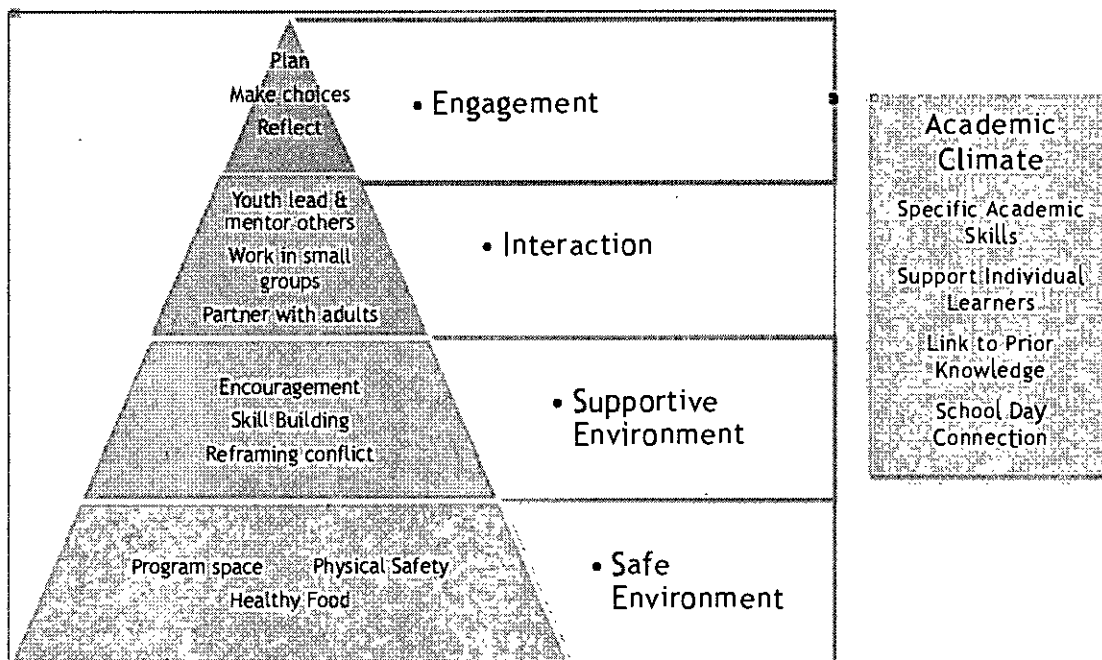 Plan
Make choices
Reflect
• Engagement
Youth lead &
mentor others
Work in small
groups
Partner with adults
• Interaction
Encouragement
Skill Building
Reframing conflict
• Supportive
Environment
Program space
Physical Safety
Healthy Food
• Safe
Environment
Academic
Climate
Specific Academic
Skills
Support Individual
Learners
Link to Prior
Knowledge
School Day
Connection